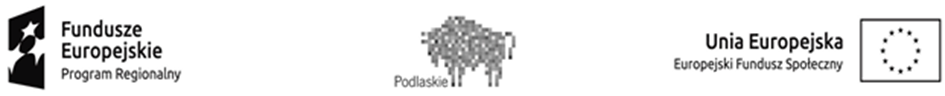 Fundusze
Europejskie
Program Regionalny
Podlaskie
Unia Europejska
Europejski Fundusz Społeczny